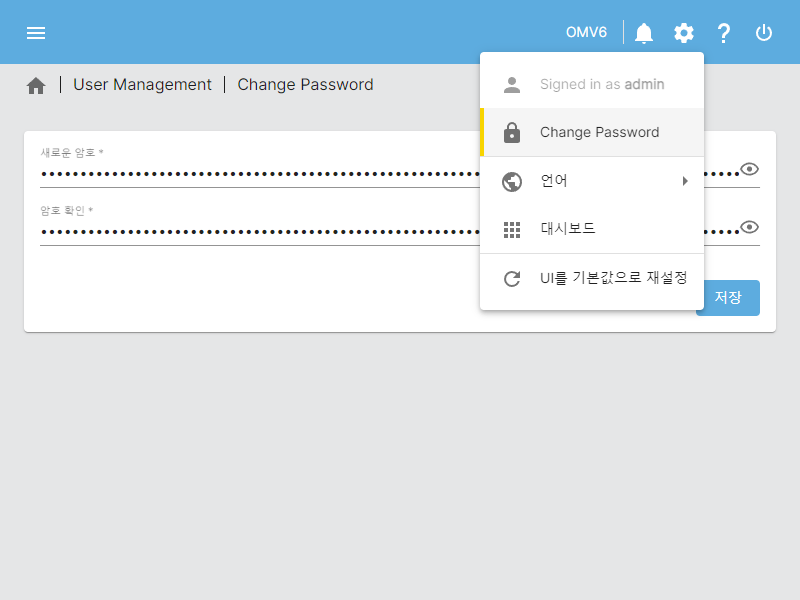 OMV6
User Management
Change Password
Signed in as admin
Change Password
언어
대시보드
UI를 기본값으로 재설정
새로운 암호 *
암호 확인 *
저장